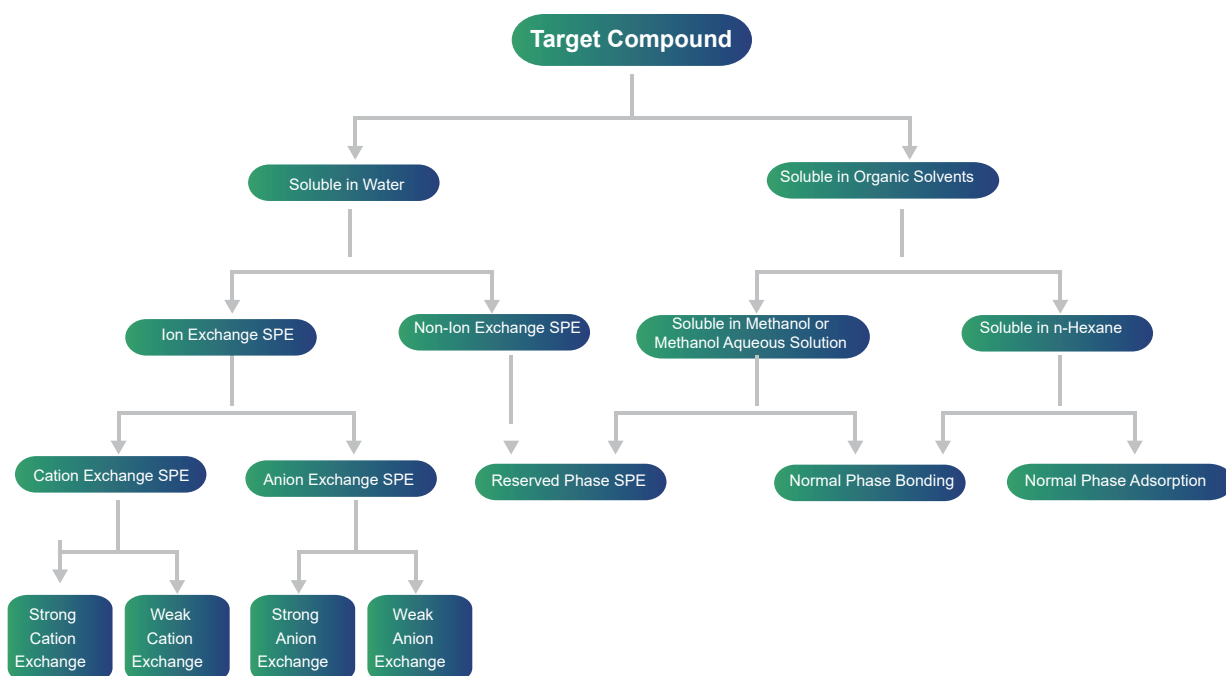 Target Compound
Soluble in Water
Soluble in Organic Solvents
Ion Exchange SPE
Non-Ion Exchange SPE
Soluble in Methanol or
Methanol Aqueous Solution
Soluble in n-Hexane
Cation Exchange SPE
Anion Exchange SPE
Reserved Phase SPE
Normal Phase Bonding
Normal Phase Adsorption
Strong
Cation
Exchange
Weak
Cation
Exchange
Strong
Anion
Exchange
Weak
Anion
Exchange